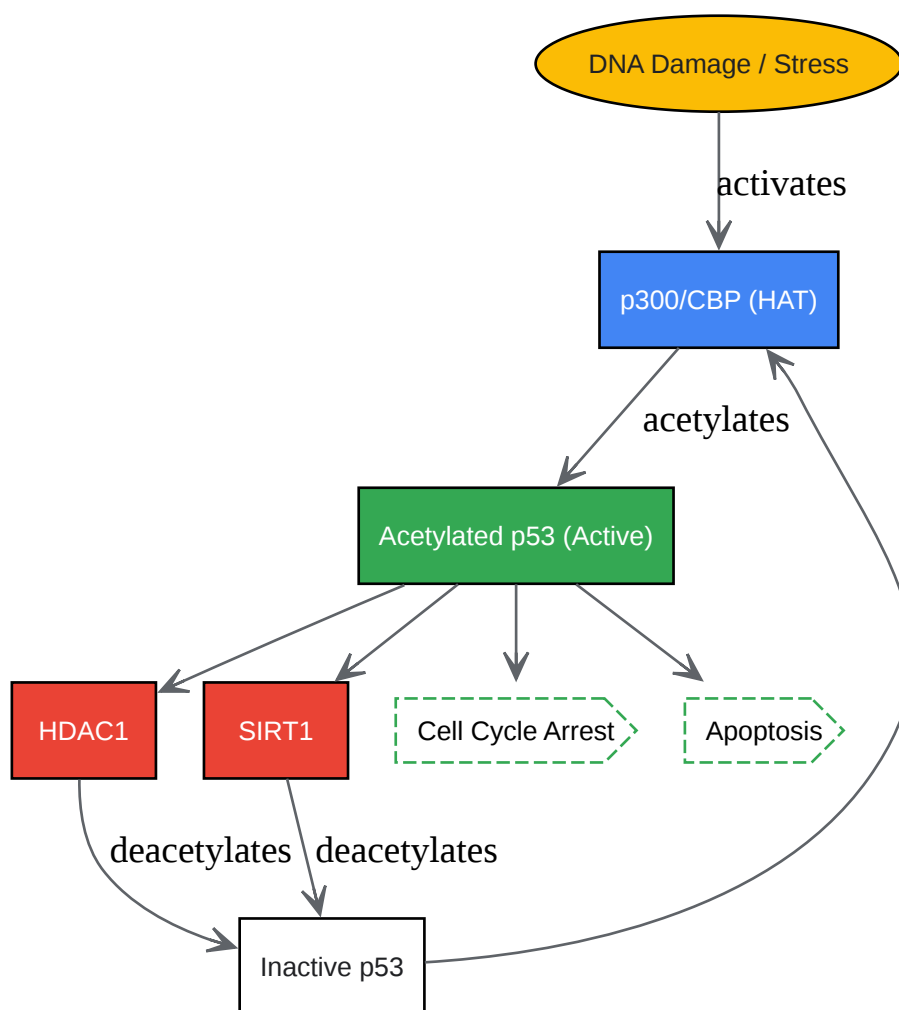 DNA Damage / Stress
activates
p300/CBP (HAT)
acetylates
Acetylated p53 (Active)
HDAC1
SIRT1
Cell Cycle Arrest
Apoptosis
deacetylates
deacetylates
Inactive p53